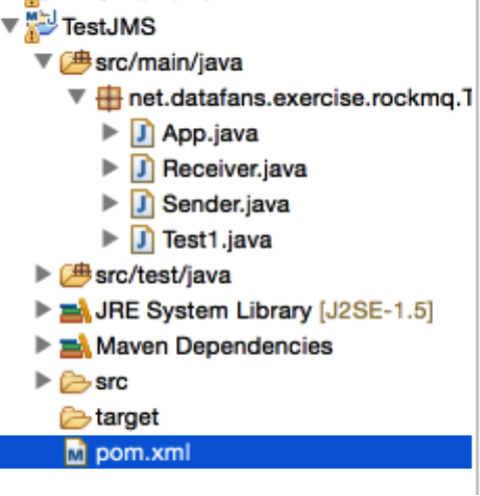 TestJMS
src/main/java
net.datafans.exercise.rockmq.T
App.java
Receiver.java
Sender.java
Test1.java
src/test/java
JRE System Library [J2SE-1.5]
Maven Dependencies
src
target
pom.xml